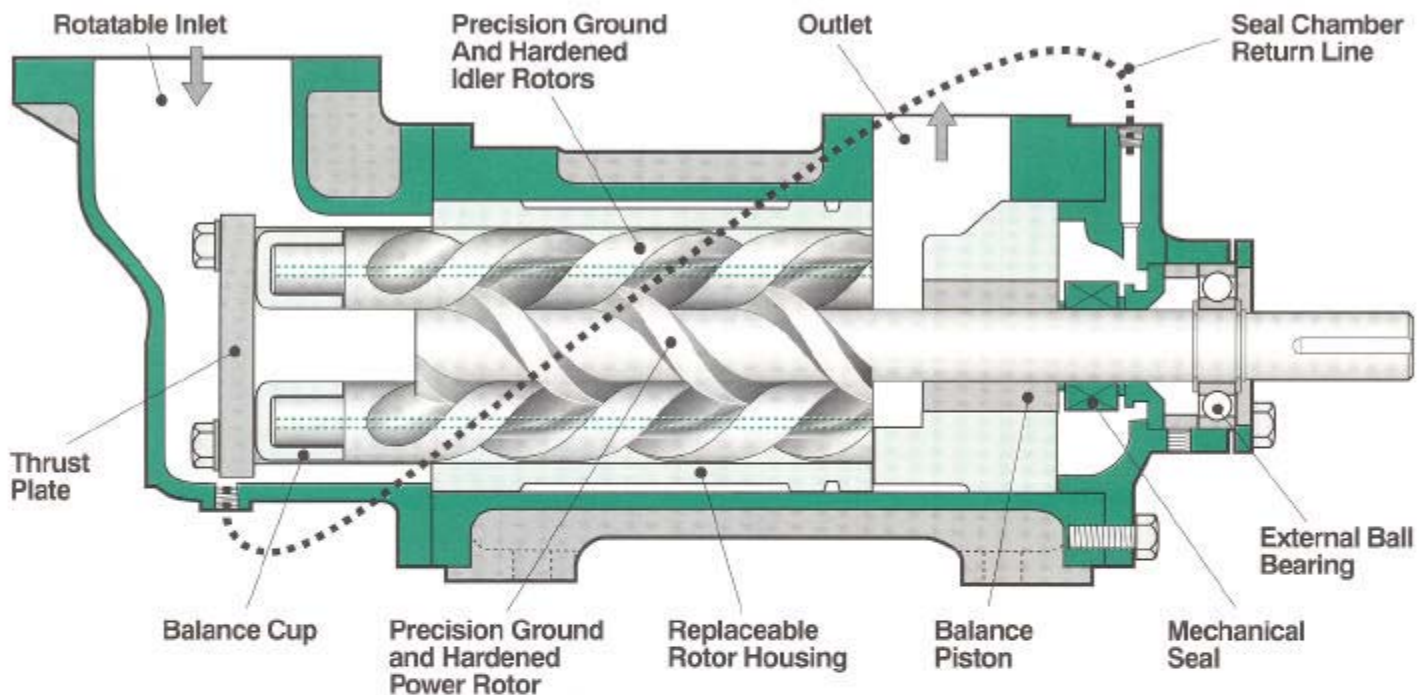 Rotatable Inlet
Precision Ground
And Hardened
Idler Rotors
Outlet
Seal Chamber
Return Line
Thrust
Plate
External Ball
Bearing
Balance Cup
Precision Ground
and Hardened
Power Rotor
Replaceable
Rotor Housing
Balance
Piston
Mechanical
Seal